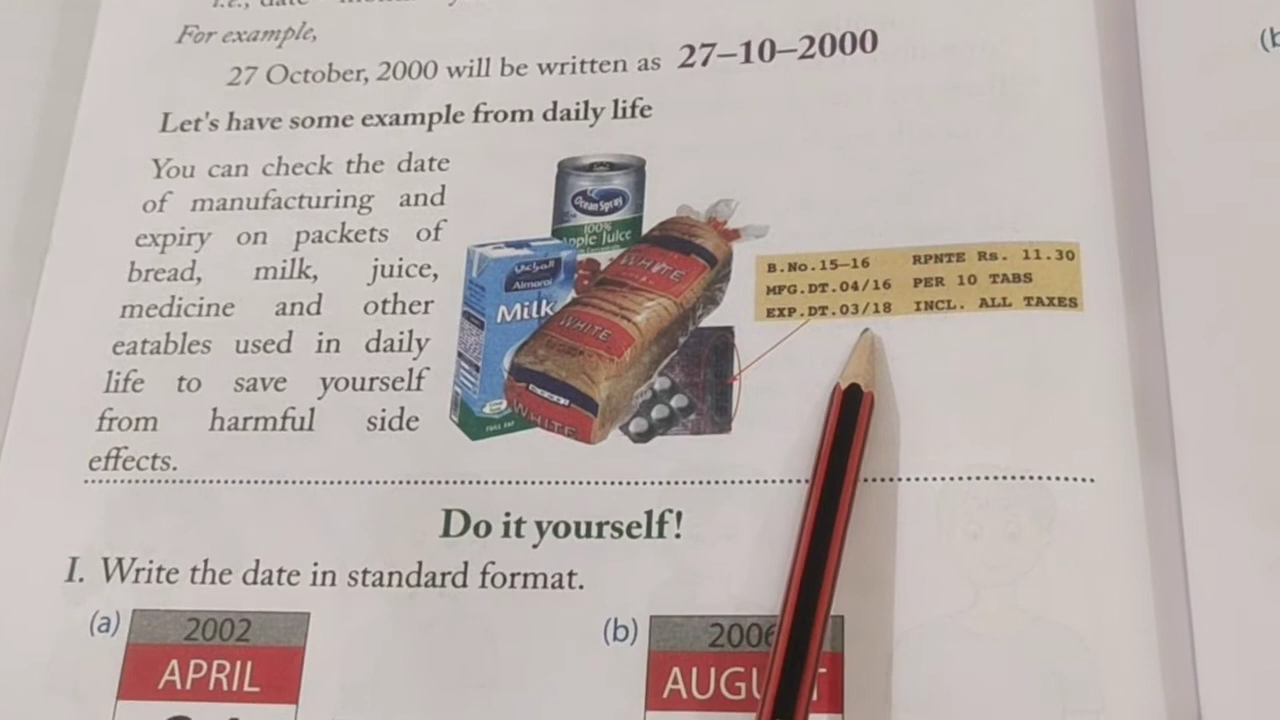 For example,
27 October, 2000 will be written as 27–10–2000
Let's have some example from daily life
You can check the date
of manufacturing and
expiry on packets of
bread, milk, juice,
medicine and other
eatables used in daily
life to save yourself
from harmful side
effects.
Ocean Spray
100%
Apple Juice
المراعي
Almarai
Milk
WHITE
WHITE
WHITE
B.No.15–16 RPNTE Rs. 11.30
MFG.DT.04/16 PER 10 TABS
EXP.DT.03/18 INCL. ALL TAXES
Do it yourself!
I. Write the date in standard format.
(a) 2002
APRIL
(b) 2006